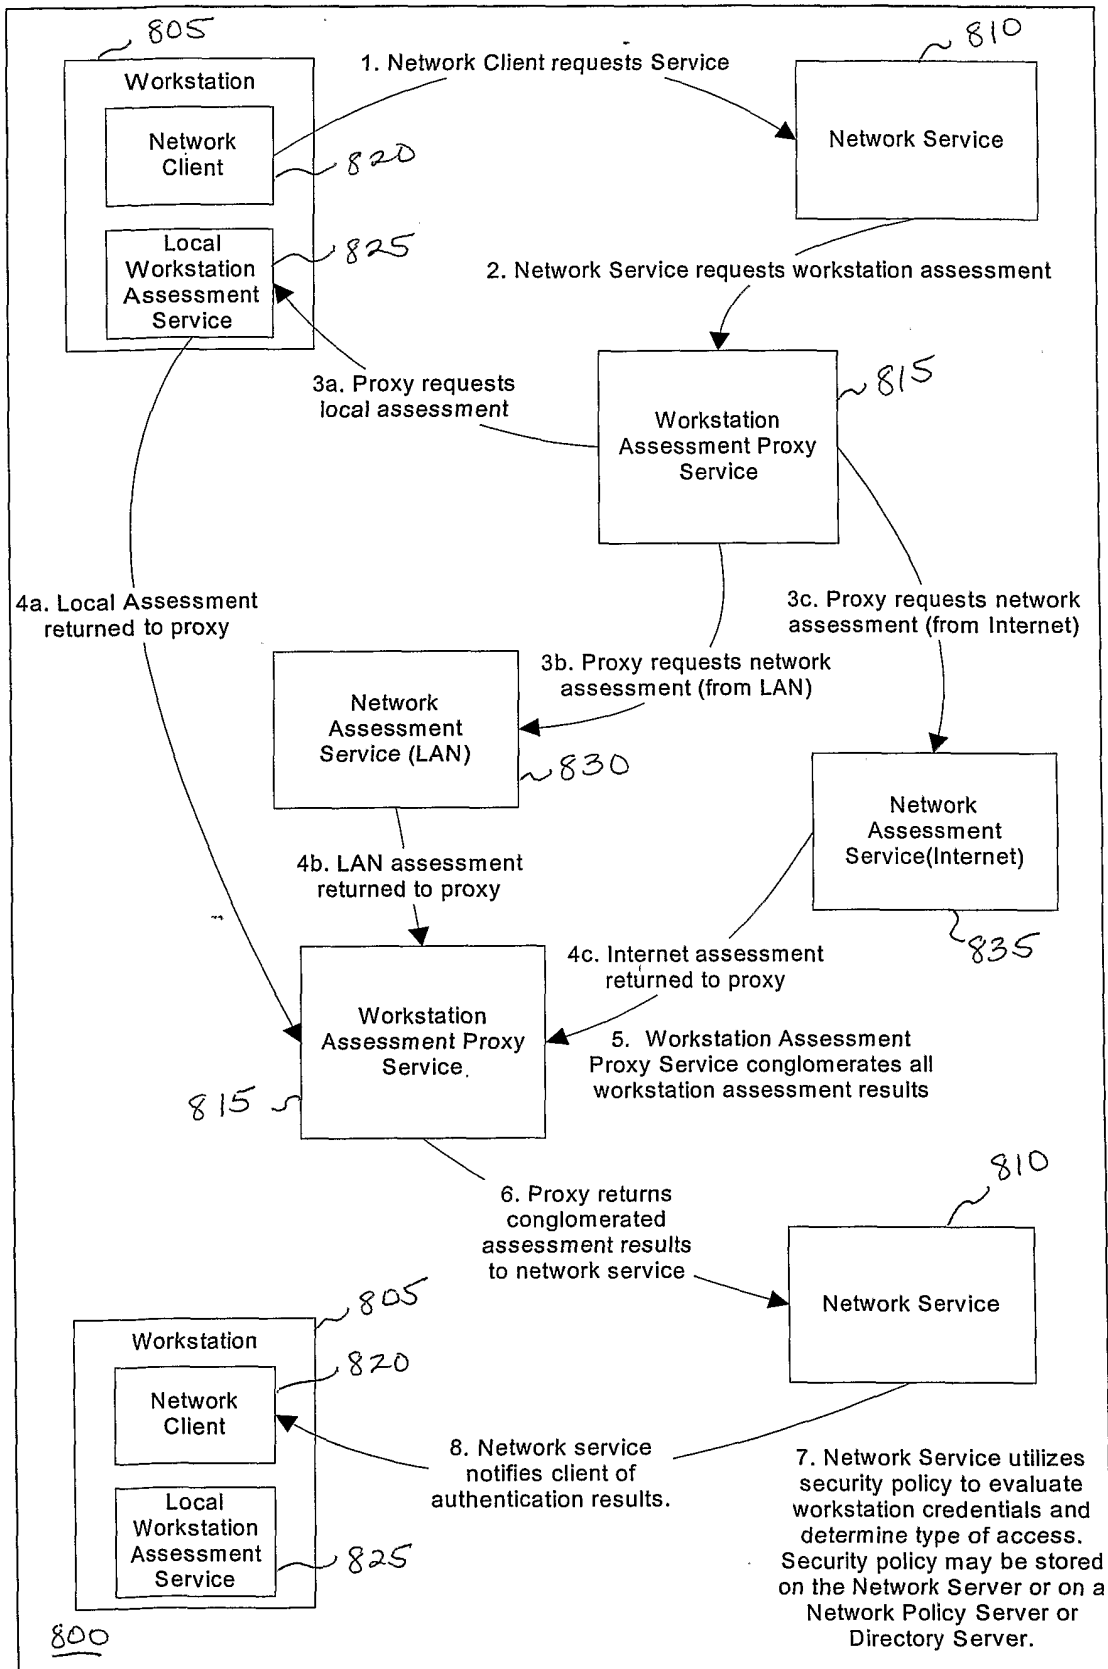 805
810
Workstation
1. Network Client requests Service
Network
Client
820
Network Service
Local
Workstation
Assessment
Service
825
2. Network Service requests workstation assessment
3a. Proxy requests
local assessment
815
Workstation
Assessment Proxy
Service
4a. Local Assessment
returned to proxy
3c. Proxy requests network
assessment (from Internet)
3b. Proxy requests network
assessment (from LAN)
Network
Assessment
Service (LAN)
830
Network
Assessment
Service(Internet)
835
4b. LAN assessment
returned to proxy
4c. Internet assessment
returned to proxy
Workstation
Assessment Proxy
Service.
815
5. Workstation Assessment
Proxy Service conglomerates all
workstation assessment results
6. Proxy returns
conglomerated
assessment results
to network service
810
Network Service
805
Workstation
820
Network
Client
8. Network service
notifies client of
authentication results.
Local
Workstation
Assessment
Service
825
7. Network Service utilizes
security policy to evaluate
workstation credentials and
determine type of access.
Security policy may be stored
on the Network Server or on a
Network Policy Server or
Directory Server.
800